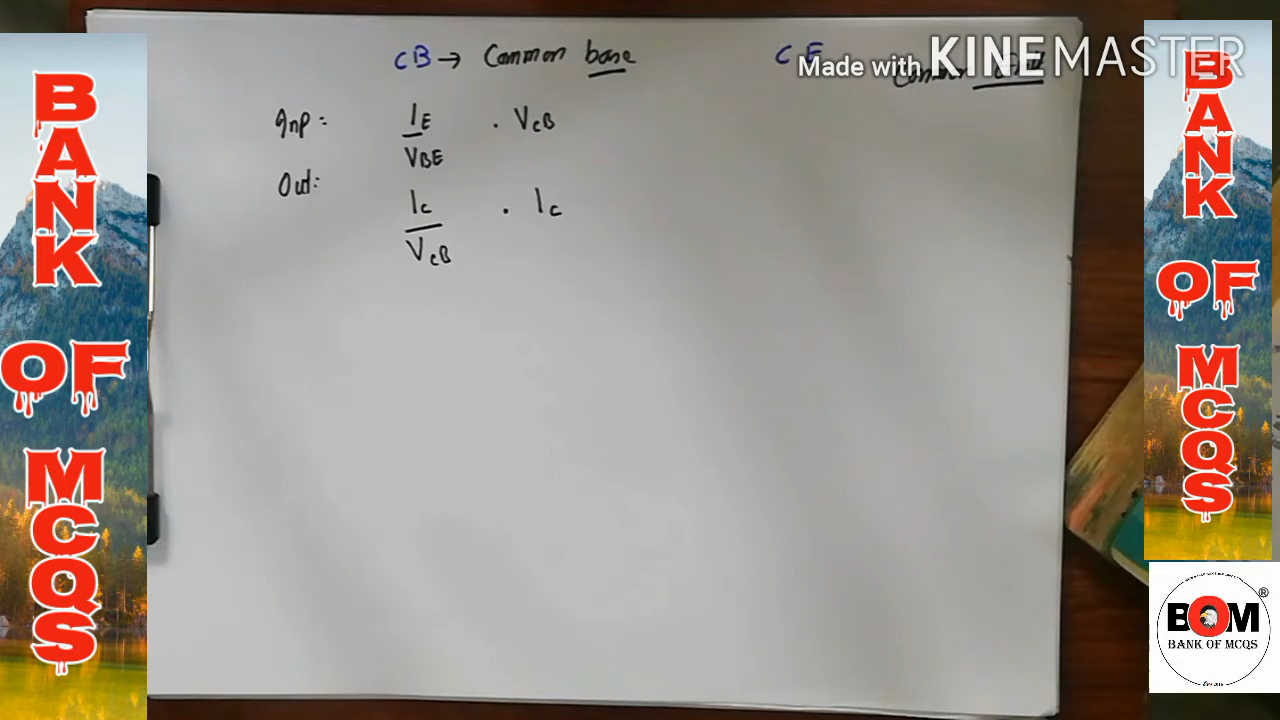 CB → Common base
CE
Common
Made with KINEMASTER
Inp: IE . VCB
VBE
Out:
IC . IC
VCB
BANK OF MCQS
BANK OF MCQS
BOM ®
BANK OF MCQS